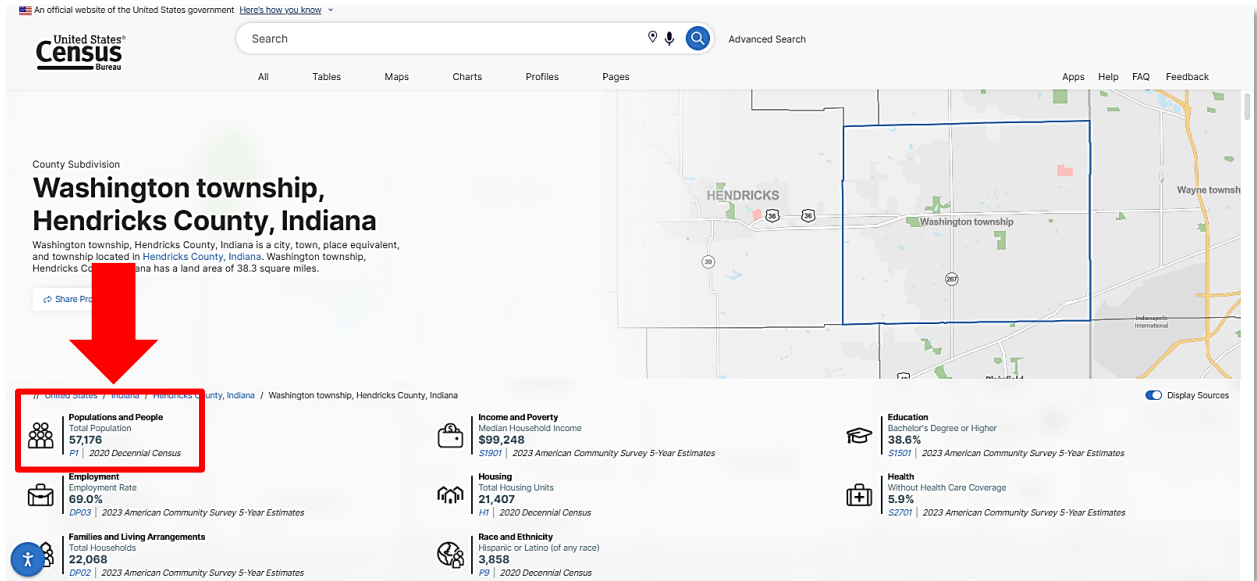 An official website of the United States government Here's how you know
United States®
Census
Bureau
Search
Advanced Search
All Tables Maps Charts Profiles Pages
Apps Help FAQ Feedback
County Subdivision
Washington township,
Hendricks County, Indiana
Washington township, Hendricks County, Indiana is a city, town, place equivalent,
and township located in Hendricks County, Indiana. Washington township,
Hendricks has a land area of 38.3 square miles.
Share
HENDRICKS
36 36
39
Washington township
267
Wayne townsh
Indianapolis
International
// United States / Indiana / Hendricks County, Indiana / Washington township, Hendricks County, Indiana
Display Sources
Populations and People
Total Population
57,176
P1 | 2020 Decennial Census
Income and Poverty
Median Household Income
$99,248
S1901 | 2023 American Community Survey 5-Year Estimates
Education
Bachelor's Degree or Higher
38.6%
S1501 | 2023 American Community Survey 5-Year Estimates
Employment
Employment Rate
69.0%
DP03 | 2023 American Community Survey 5-Year Estimates
Housing
Total Housing Units
21,407
H1 | 2020 Decennial Census
Health
Without Health Care Coverage
5.9%
S2701 | 2023 American Community Survey 5-Year Estimates
Families and Living Arrangements
Total Households
22,068
DP02 | 2023 American Community Survey 5-Year Estimates
Race and Ethnicity
Hispanic or Latino (of any race)
3,858
P9 | 2020 Decennial Census